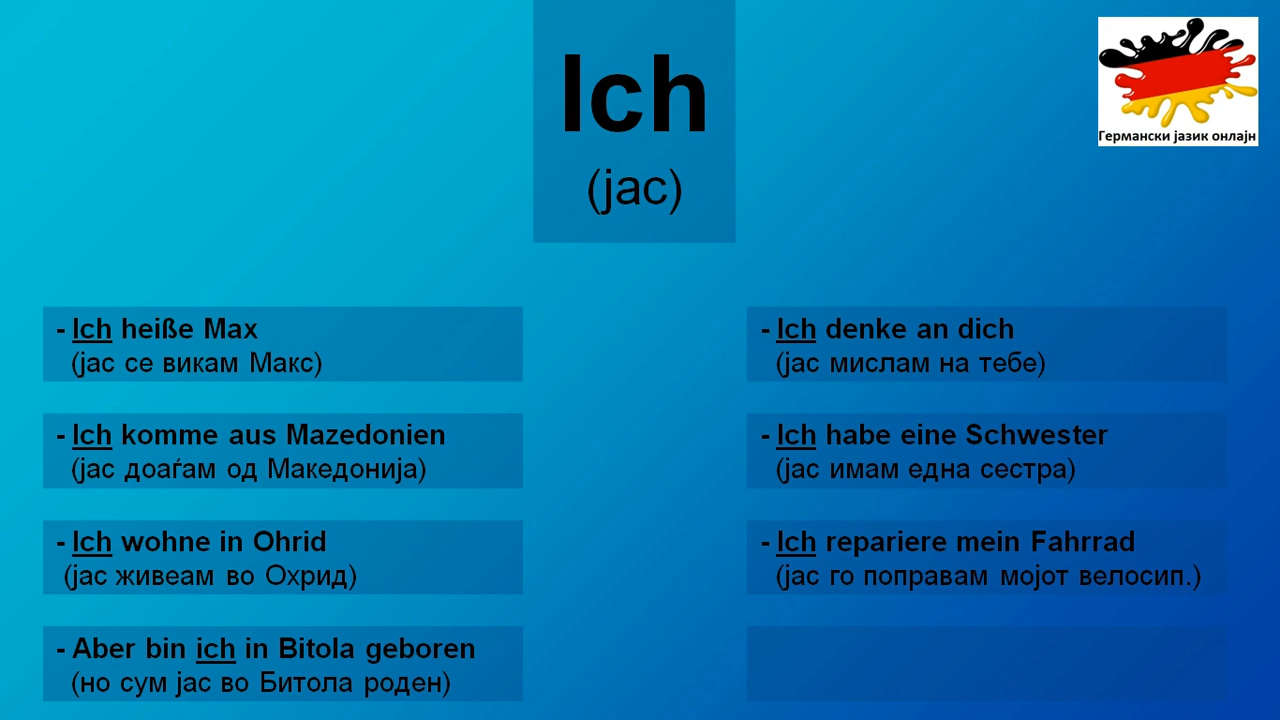 Ich
(јас)
Германски јазик онлајн
- Ich heiße Max
(јас се викам Макс)
- Ich komme aus Mazedonien
(јас доаѓам од Македонија)
- Ich wohne in Ohrid
(јас живеам во Охрид)
- Aber bin ich in Bitola geboren
(но сум јас во Битола роден)
- Ich denke an dich
(јас мислам на тебе)
- Ich habe eine Schwester
(јас имам една сестра)
- Ich repariere mein Fahrrad
(јас го поправам мојот велосип.)